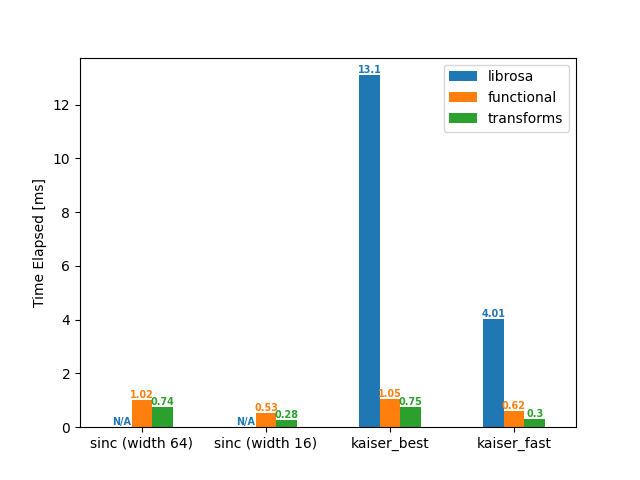 13.1
librosa
functional
transforms
12
10
8
6
4
2
0
Time Elapsed [ms]
4.01
1.02
0.74
N/A
0.53
0.28
N/A
1.05
0.75
0.62
0.3
sinc (width 64)
sinc (width 16)
kaiser_best
kaiser_fast